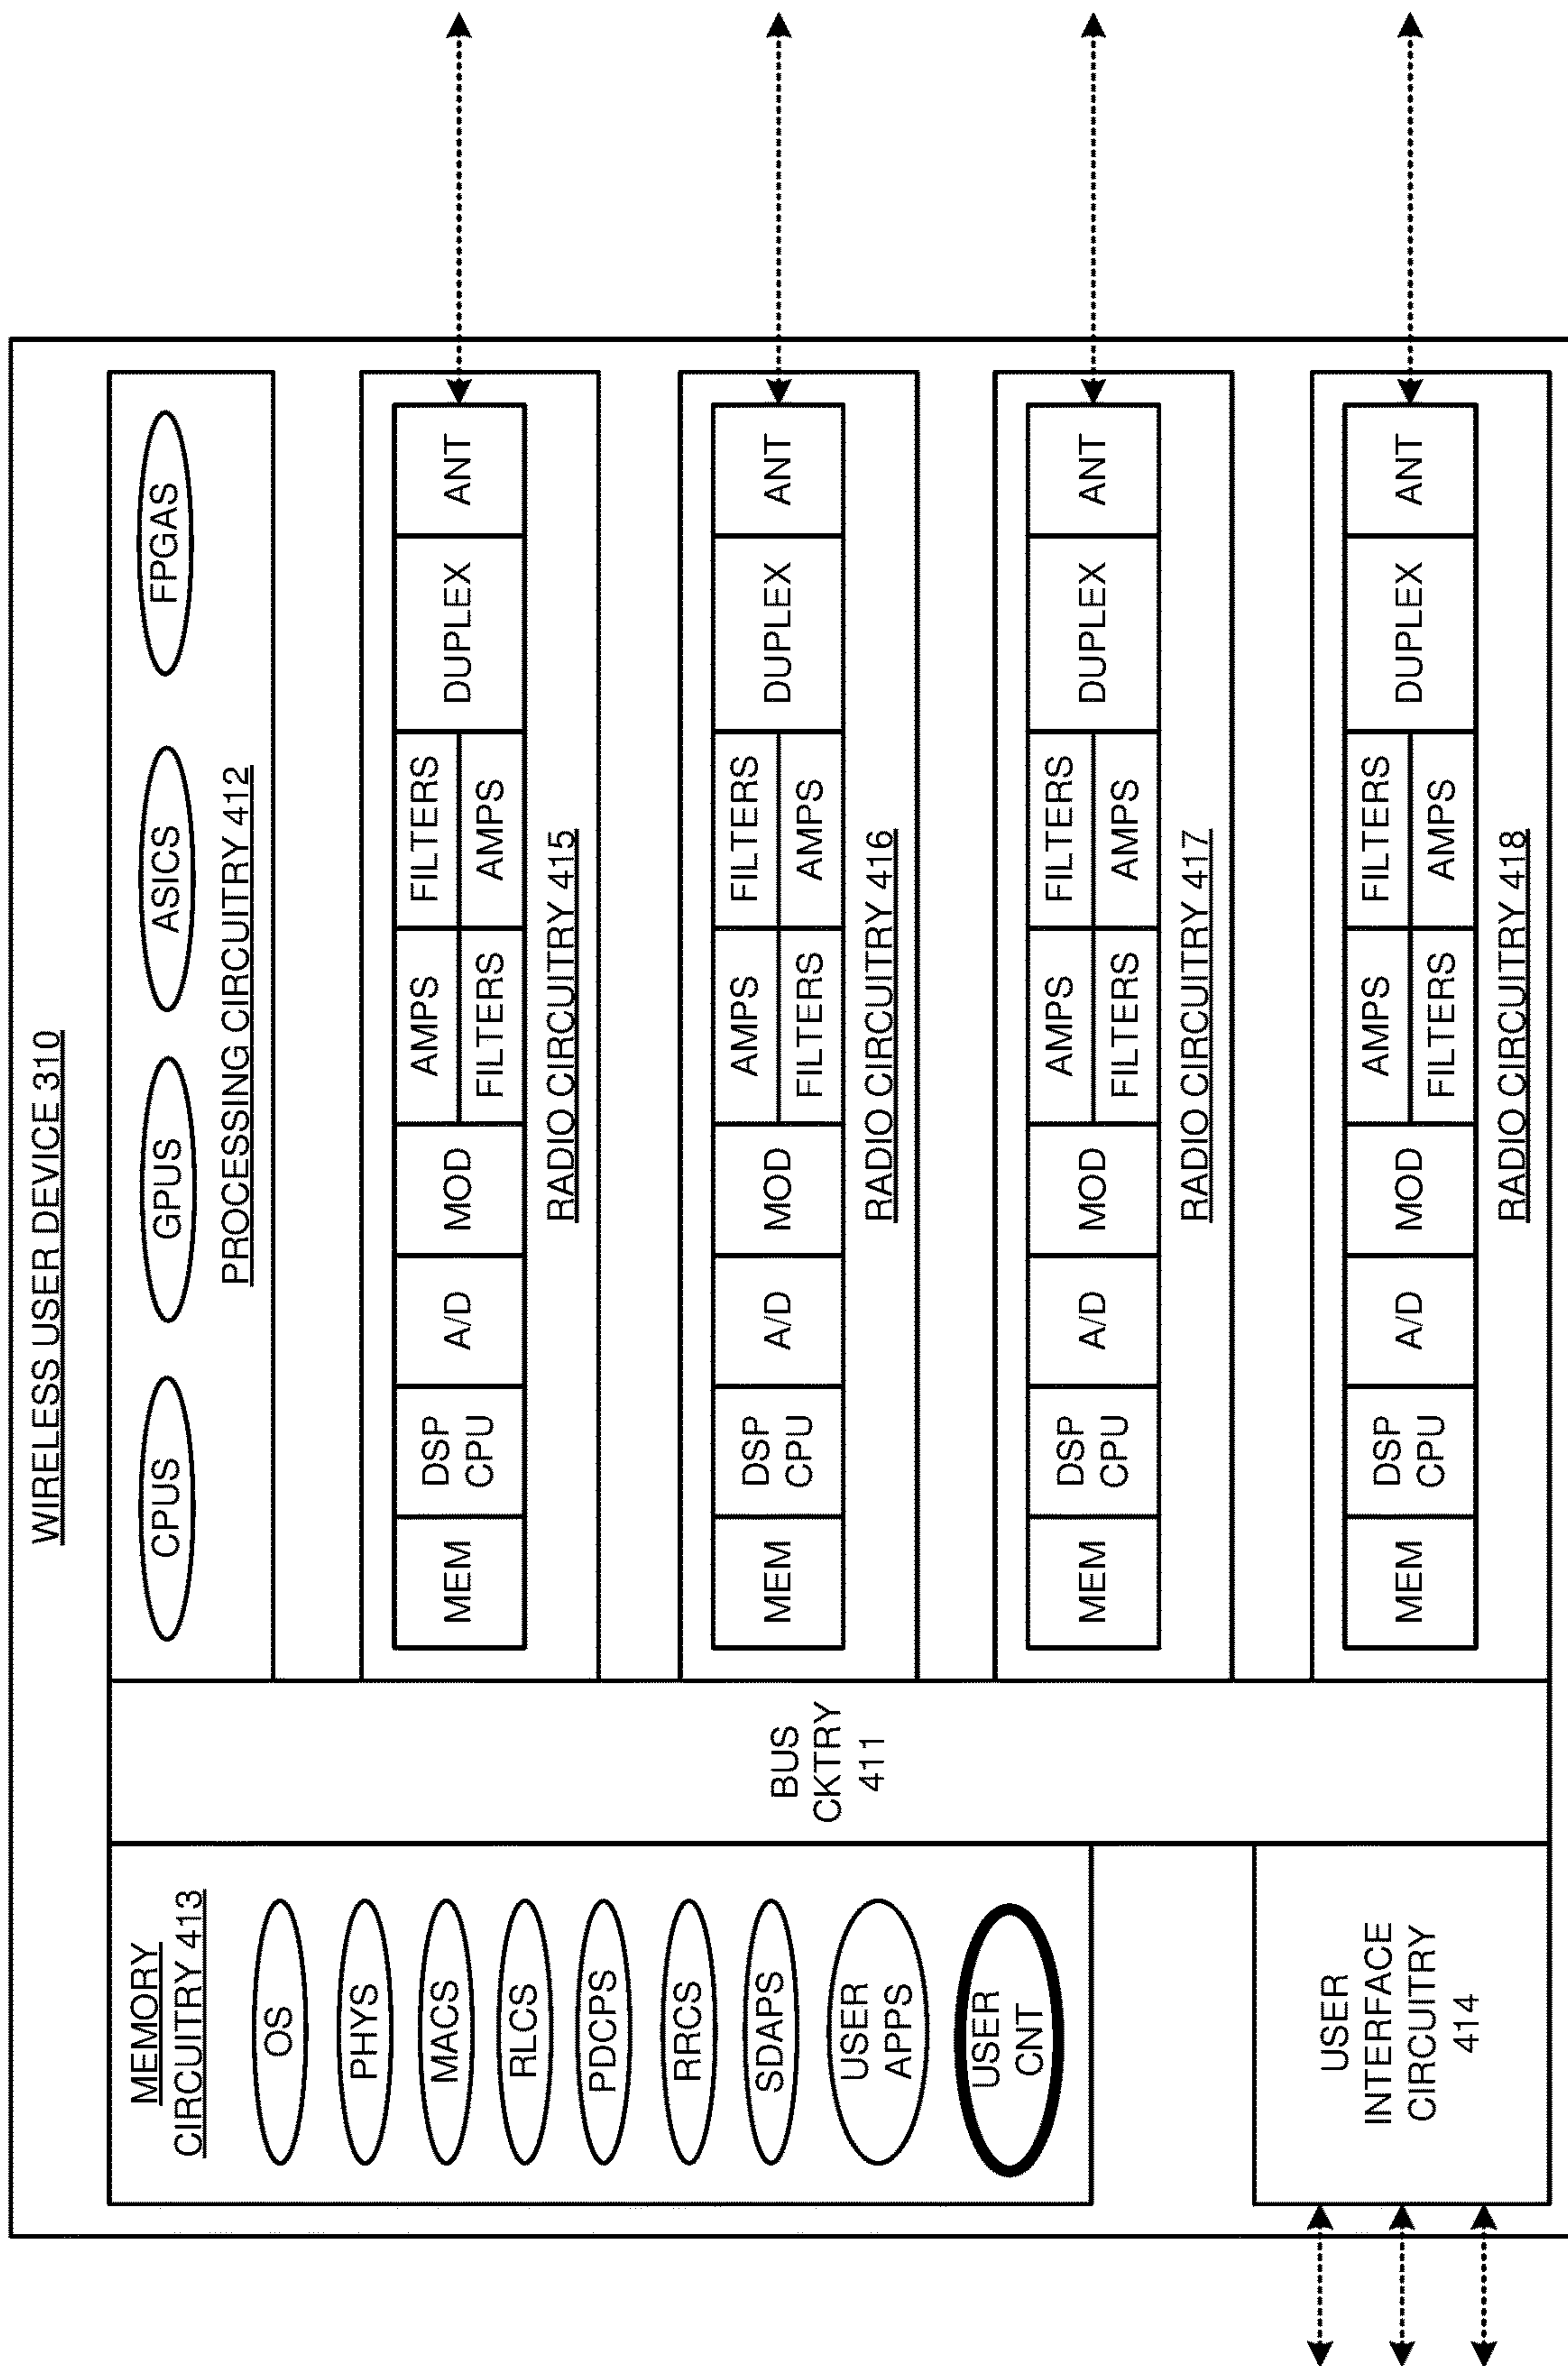 WIRELESS USER DEVICE 310
MEMORY
CIRCUITRY 413
OS
PHYS
MACS
RLCS
PDCPS
RRCS
SDAPS
USER
APPS
USER
CNT
USER
INTERFACE
CIRCUITRY
414
BUS
CKTRY
411
CPUS
GPUS
ASICS
FPGAS
PROCESSING CIRCUITRY 412
MEM
DSP
CPU
A/D
MOD
AMPS
FILTERS
FILTERS
AMPS
DUPLEX
ANT
RADIO CIRCUITRY 415
MEM
DSP
CPU
A/D
MOD
AMPS
FILTERS
FILTERS
AMPS
DUPLEX
ANT
RADIO CIRCUITRY 416
MEM
DSP
CPU
A/D
MOD
AMPS
FILTERS
FILTERS
AMPS
DUPLEX
ANT
RADIO CIRCUITRY 417
MEM
DSP
CPU
A/D
MOD
AMPS
FILTERS
FILTERS
AMPS
DUPLEX
ANT
RADIO CIRCUITRY 418